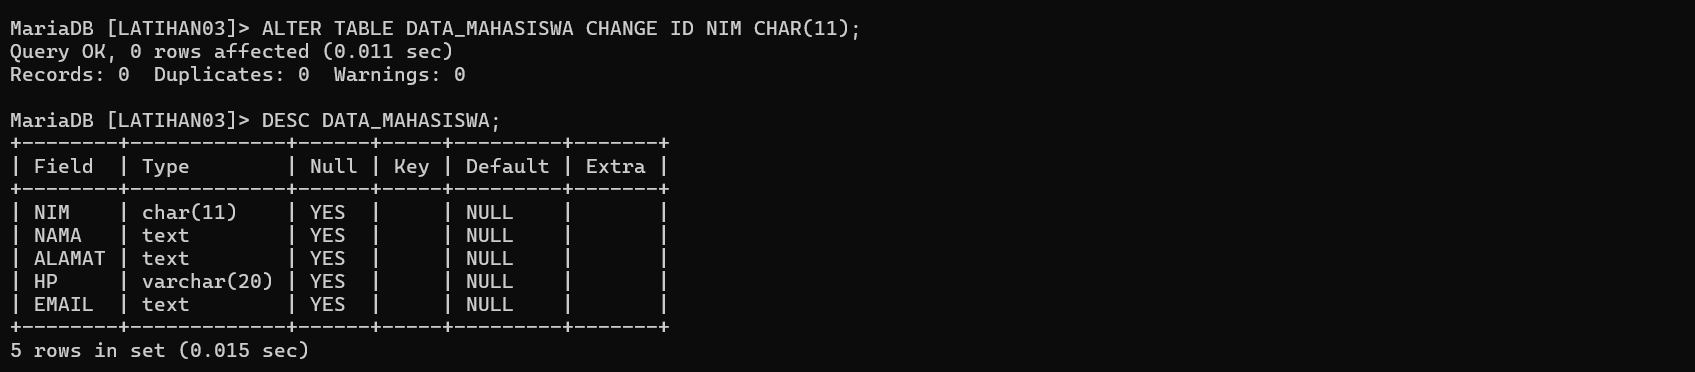 MariaDB [LATIHAN03]> ALTER TABLE DATA_MAHASISWA CHANGE ID NIM CHAR(11);
Query OK, 0 rows affected (0.011 sec)
Records: 0  Duplicates: 0  Warnings: 0

MariaDB [LATIHAN03]> DESC DATA_MAHASISWA;
+--------+-------------+------+-----+---------+-------+
| Field  | Type        | Null | Key | Default | Extra |
+--------+-------------+------+-----+---------+-------+
| NIM    | char(11)    | YES  |     | NULL    |       |
| NAMA   | text        | YES  |     | NULL    |       |
| ALAMAT | text        | YES  |     | NULL    |       |
| HP     | varchar(20) | YES  |     | NULL    |       |
| EMAIL  | text        | YES  |     | NULL    |       |
+--------+-------------+------+-----+---------+-------+
5 rows in set (0.015 sec)